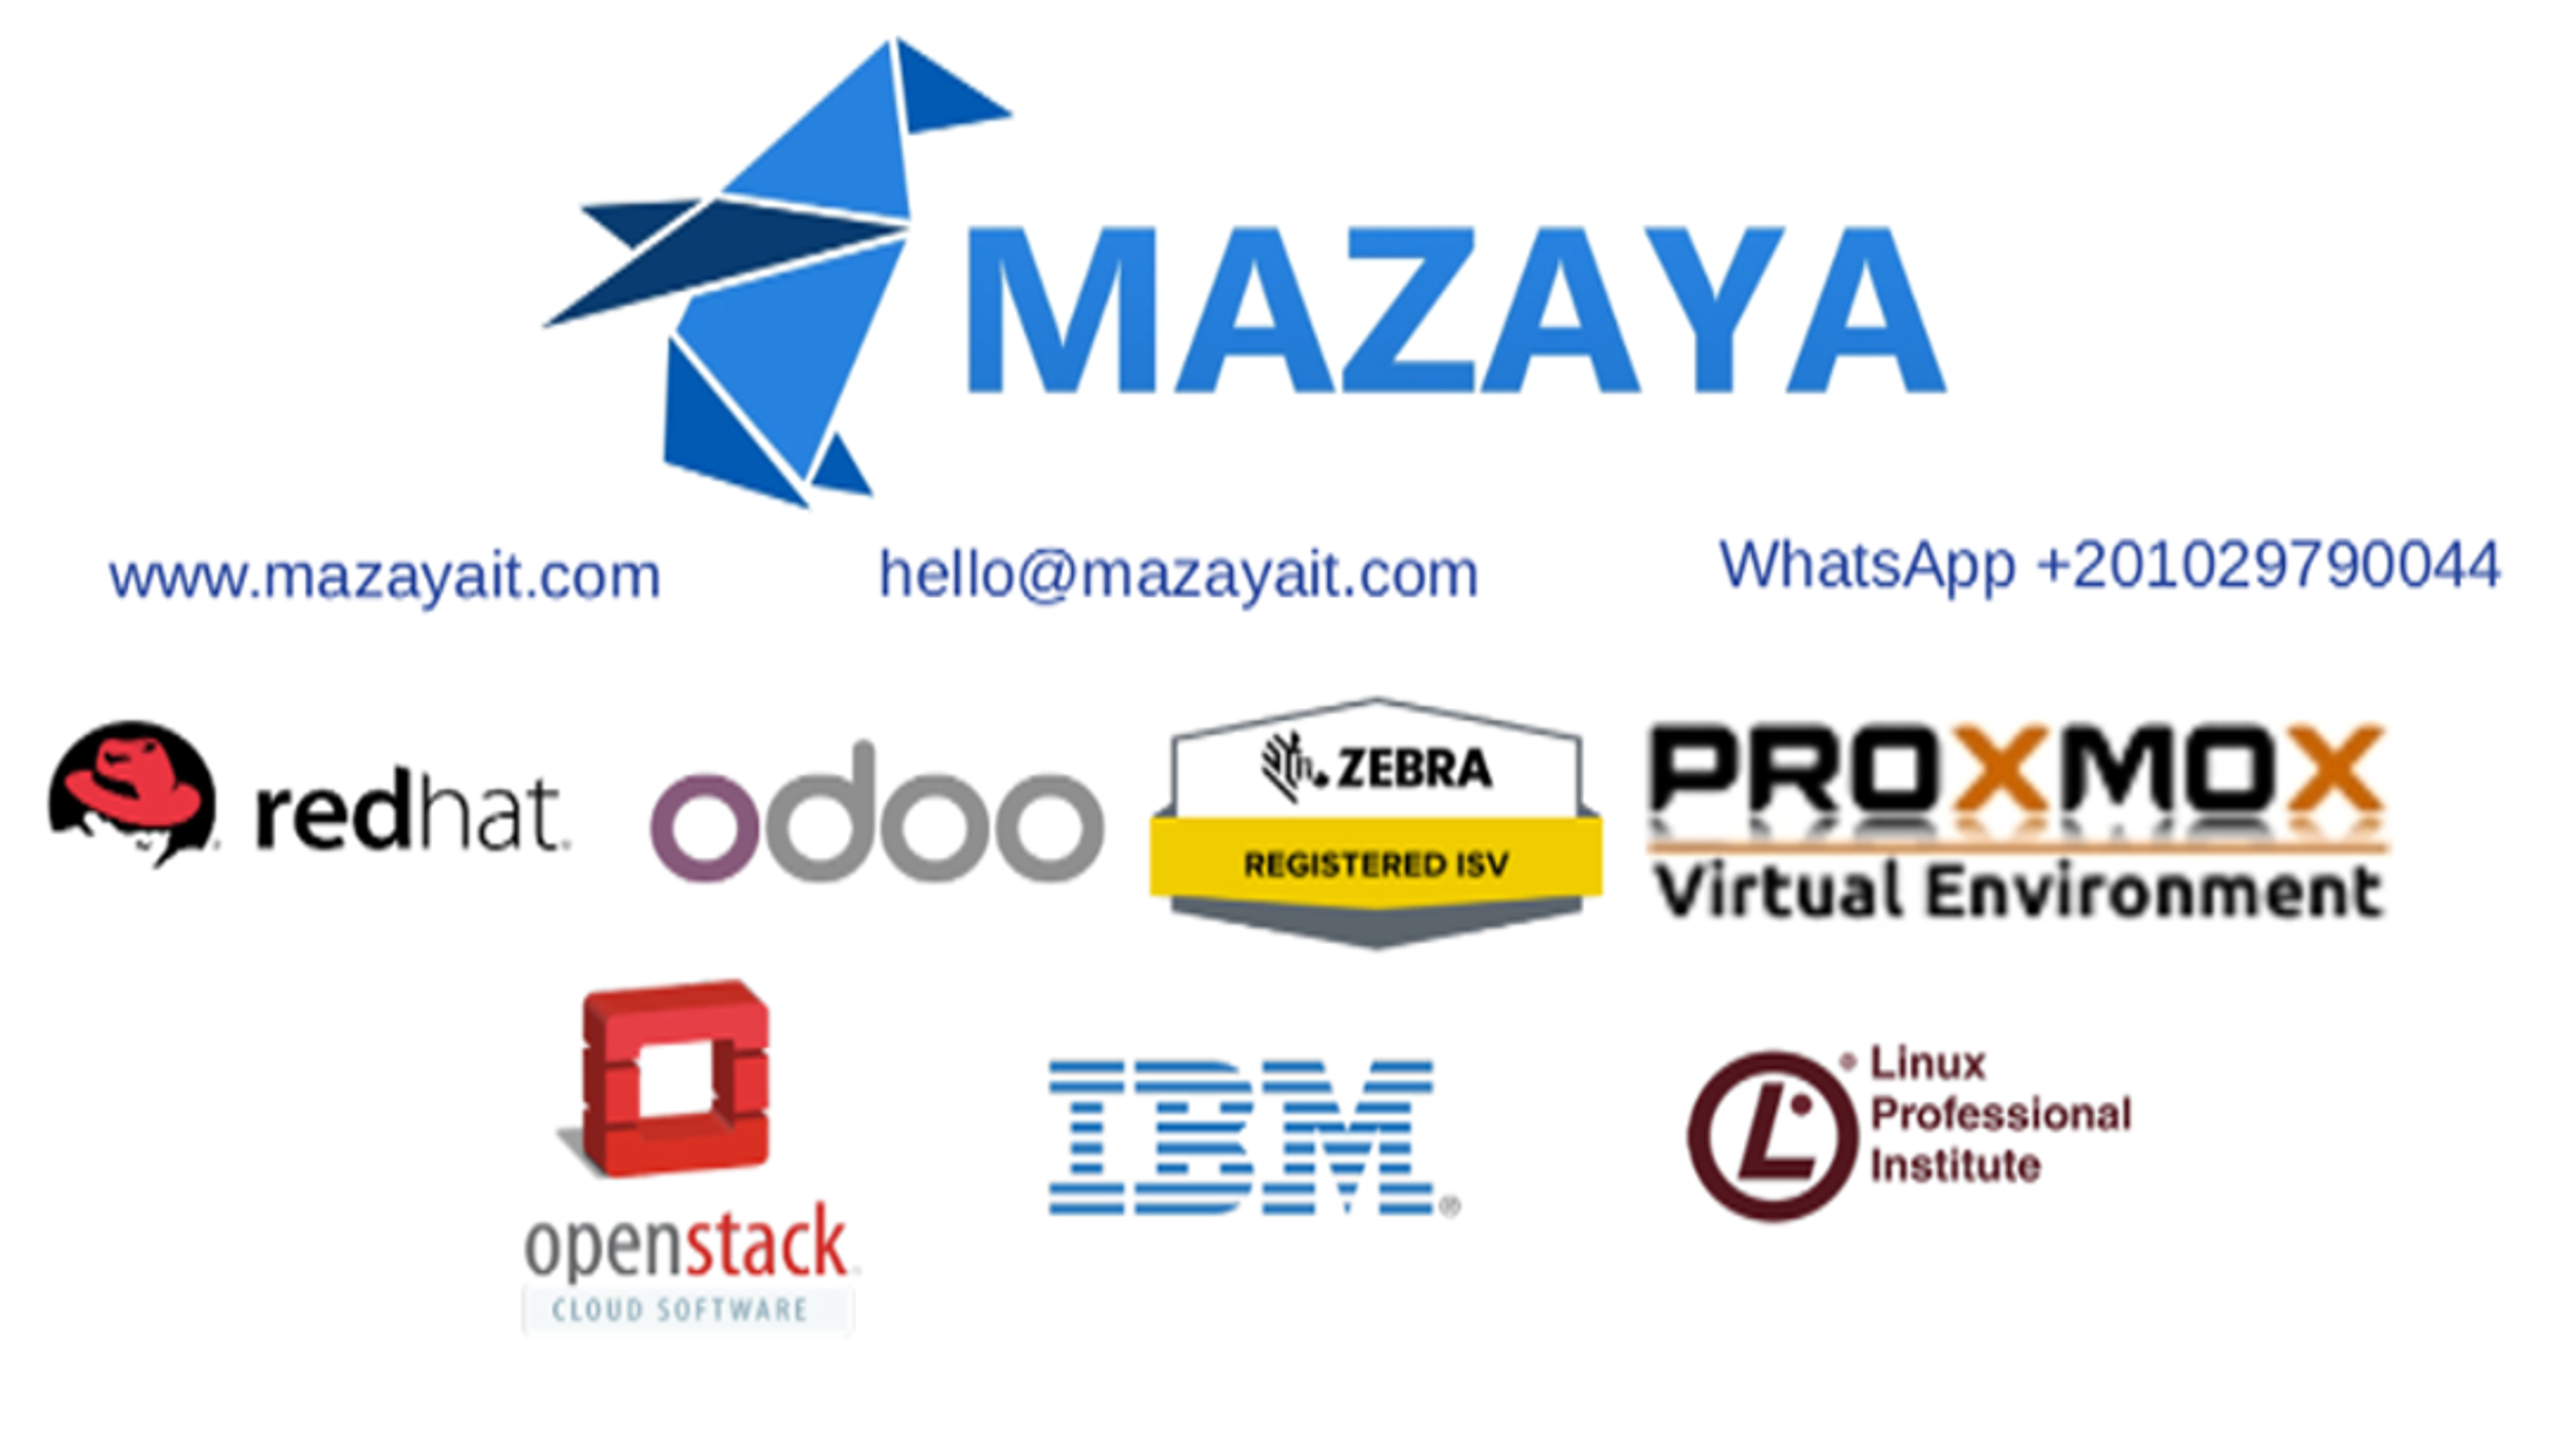 MAZAYA
www.mazayait.com
hello@mazayait.com
WhatsApp +201029790044
redhat
odoo
ZEBRA
REGISTERED ISV
PROXMOX
Virtual Environment
openstack
CLOUD SOFTWARE
IBM®
Linux
Professional
Institute